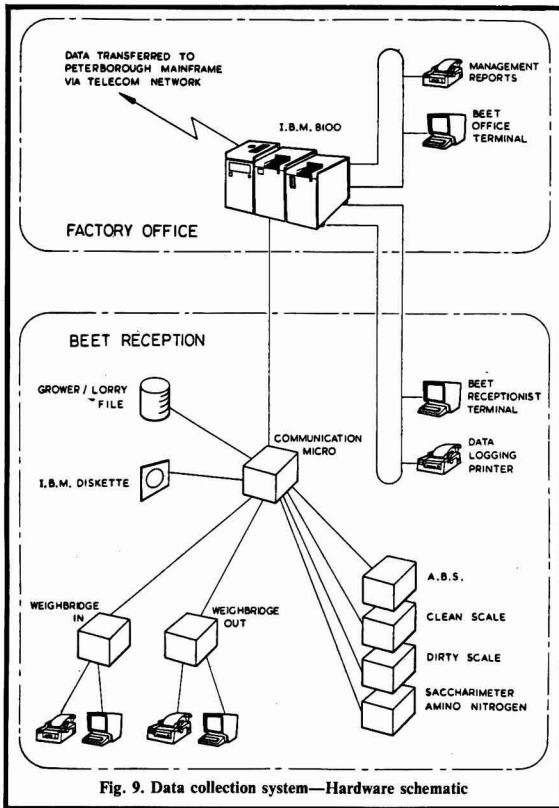 DATA TRANSFERRED TO
PETERBOROUGH MAINFRAME
VIA TELECOM NETWORK
I.B.M. 8100
MANAGEMENT
REPORTS
BEET
OFFICE
TERMINAL
FACTORY OFFICE
BEET RECEPTION
GROWER / LORRY
FILE
COMMUNICATION
MICRO
I.B.M. DISKETTE
BEET
RECEPTIONIST
TERMINAL
DATA
LOGGING
PRINTER
WEIGHBRIDGE
IN
WEIGHBRIDGE
OUT
A.B.S.
CLEAN SCALE
DIRTY SCALE
SACCHARIMETER
AMINO NITROGEN
Fig. 9. Data collection system—Hardware schematic